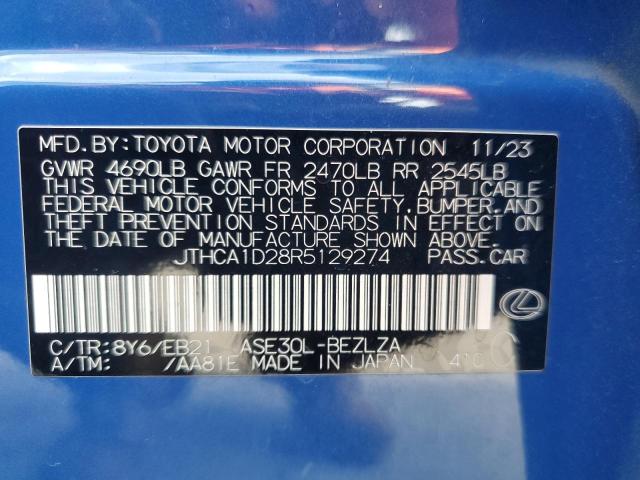 MFD.BY:TOYOTA MOTOR CORPORATION 11/23
GVWR 4690LB GAWR FR 2470LB RR 2545LB
THIS VEHICLE CONFORMS TO ALL APPLICABLE
FEDERAL MOTOR VEHICLE SAFETY,BUMPER,AND
THEFT PREVENTION STANDARDS IN EFFECT ON
THE DATE OF MANUFACTURE SHOWN ABOVE.
JTHCA1D28R5129274 PASS.CAR
C/TR:8Y6/EB21 ASE30L-BEZLZA
A/TM: /AA81E MADE IN JAPAN 410
C